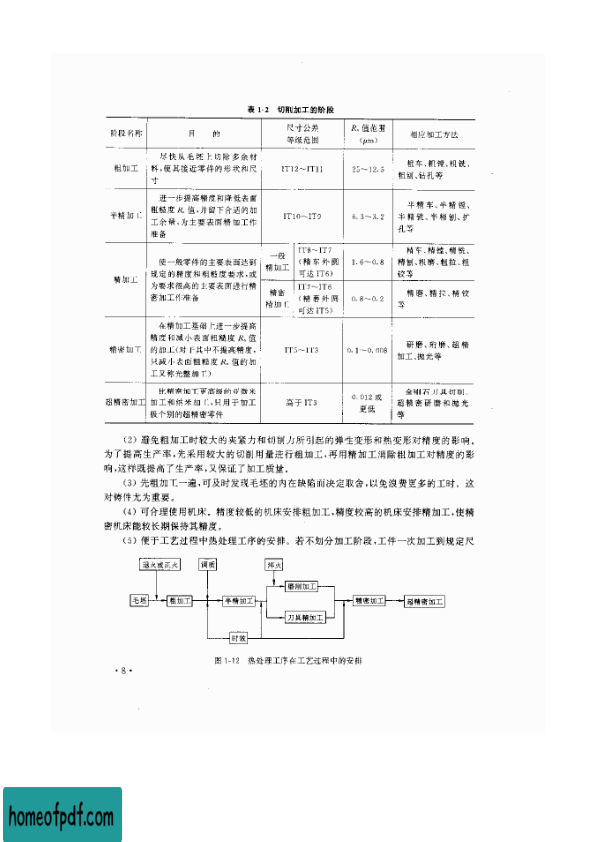 表 1-2 切削加工的阶段
阶段名称 目 的 尺寸公差等级范围 Rₐ值范围(μm) 相应加工方法
粗加工
尽快从毛坯上切除多余材
料,使其接近零件的形状和尺
寸
IT12～IT11
25～12.5
粗车、粗镗、粗铣、
粗刨、钻孔等
半精加工
进一步提高精度和降低表面
粗糙度Rₐ值,并留下合适的加
工余量,为主要表面精加工作
准备
IT10～IT9
6.3～3.2
半精车、半精镗、
半精铣、半精刨、扩
孔等
精加工
使一般零件的主要表面达到
规定的精度和粗糙度要求,或
为要求很高的主要表面进行精
密加工作准备
一般
精加工
IT8～IT7
(精车外圆
可达IT6)
1.6～0.8
精车、精镗、精铣、
精刨、粗磨、粗拉、粗
铰等
精密
精加工
IT7～IT6
(精磨外圆
可达IT5)
0.8～0.2
精磨、精拉、精铰
等
精密加工
在精加工基础上进一步提高
精度和减小表面粗糙度Rₐ值
的加工(对于其中不提高精度,
只减小表面粗糙度Rₐ值的加
工又称光整加工)
IT5～IT3
0.1～0.008
研磨、珩磨、超精
加工、抛光等
超精密加工
比精密加工更高级的亚微米
加工和纳米加工,只用于加工
极个别的超精密零件
高于IT3
0.012或
更低
金刚石刀具切削、
超精密研磨和抛光
等
(2) 避免粗加工时较大的夹紧力和切削力所引起的弹性变形和热变形对精度的影响。
为了提高生产率,先采用较大的切削用量进行粗加工,再用精加工消除粗加工对精度的影
响,这样既提高了生产率,又保证了加工质量。
(3) 先粗加工一遍,可及时发现毛坯的内在缺陷而决定取舍,以免浪费更多的工时。这
对铸件尤为重要。
(4) 可合理使用机床。精度较低的机床安排粗加工,精度较高的机床安排精加工,使精
密机床能较长期保持其精度。
(5) 便于工艺过程中热处理工序的安排。若不划分加工阶段,工件一次加工到规定尺
退火或正火 调质 淬火
磨削加工
毛坯 粗加工 半精加工 精密加工 超精密加工
刀具精加工
时效
图 1-12 热处理工序在工艺过程中的安排
· 8 ·
homeofpdf.com